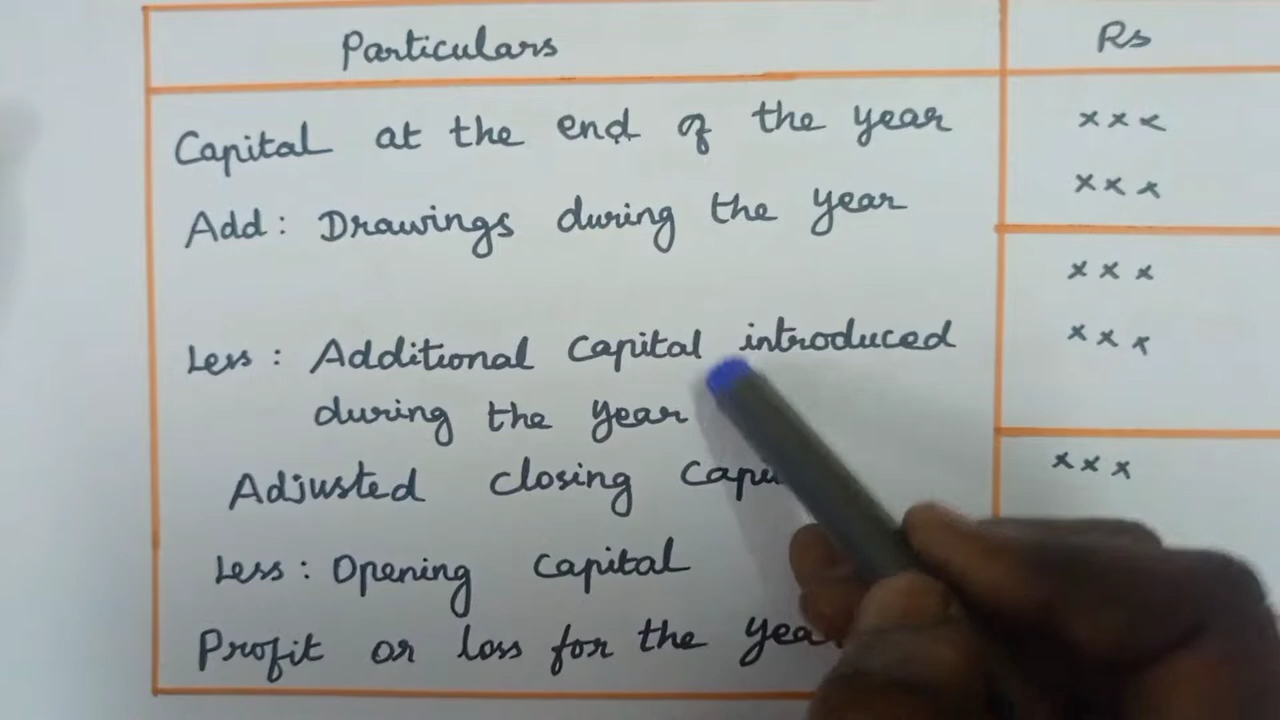 Particulars Rs
Capital at the end of the year xxx
Add: Drawings during the year xxx
xxx
Less: Additional capital introduced xxx
during the year
Adjusted closing xxx
Less: Opening capital
Profit or loss for the